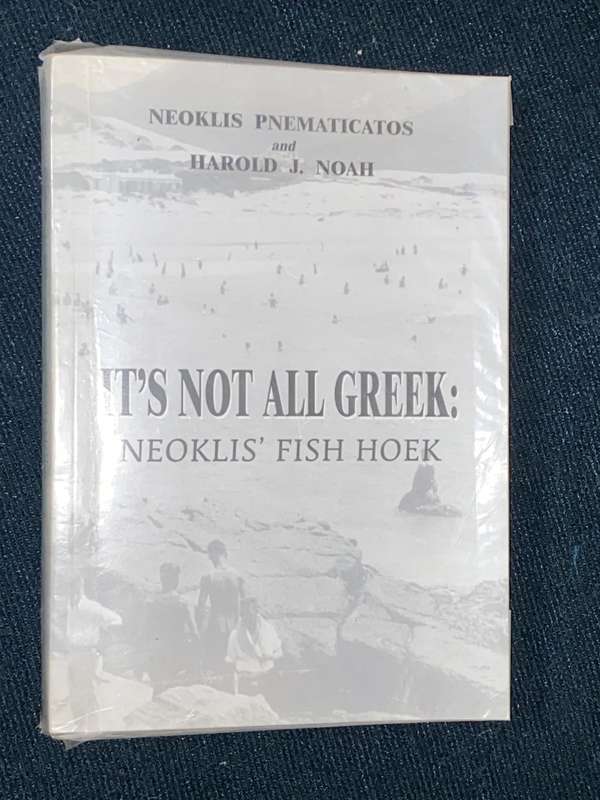 NEOKLIS PNEMATICATOS
and
HAROLD J. NOAH
IT'S NOT ALL GREEK:
NEOKLIS' FISH HOEK